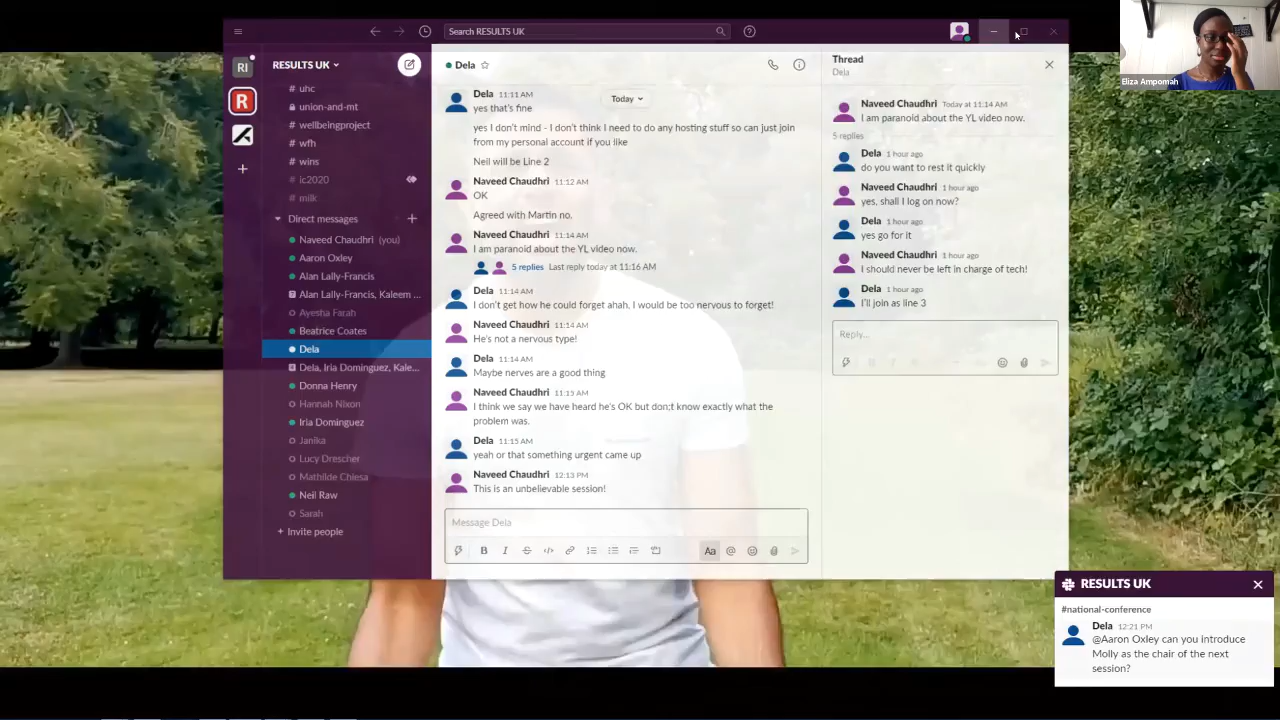 Search RESULTS UK
Eliza Ampomah
RI
R
RESULTS UK
# uhc
union-and-mt
# wellbeingproject
# wfh
# wins
# ic2020
# milk
Direct messages
Naveed Chaudhri (you)
Aaron Oxley
Alan Lally-Francis
Alan Lally-Francis, Kaleem ...
Ayesha Farah
Beatrice Coates
Dela
Dela, Iria Dominguez, Kale...
Donna Henry
Hannah Nixon
Iria Dominguez
Janika
Lucy Drescher
Mathilde Chiesa
Neil Raw
Sarah
+ Invite people
Dela
Today
Dela 11:11 AM
yes that's fine
yes I don't mind - I don't think I need to do any hosting stuff so can just join
from my personal account if you like
Neil will be Line 2
Naveed Chaudhri 11:12 AM
OK
Agreed with Martin no.
Naveed Chaudhri 11:14 AM
I am paranoid about the YL video now.
5 replies Last reply today at 11:16 AM
Dela 11:14 AM
I don't get how he could forget ahah, I would be too nervous to forget!
Naveed Chaudhri 11:14 AM
He's not a nervous type!
Dela 11:14 AM
Maybe nerves are a good thing
Naveed Chaudhri 11:15 AM
I think we say we have heard he's OK but don;t know exactly what the
problem was.
Dela 11:15 AM
yeah or that something urgent came up
Naveed Chaudhri 12:13 PM
This is an unbelievable session!
Message Dela
B I S </> Aa @
Thread
Dela
Naveed Chaudhri Today at 11:14 AM
I am paranoid about the YL video now.
5 replies
Dela 1 hour ago
do you want to rest it quickly
Naveed Chaudhri 1 hour ago
yes, shall I log on now?
Dela 1 hour ago
yes go for it
Naveed Chaudhri 1 hour ago
I should never be left in charge of tech!
Dela 1 hour ago
I'll join as line 3
Reply...
RESULTS UK
#national-conference
Dela 12:21 PM
@Aaron Oxley can you introduce
Molly as the chair of the next
session?